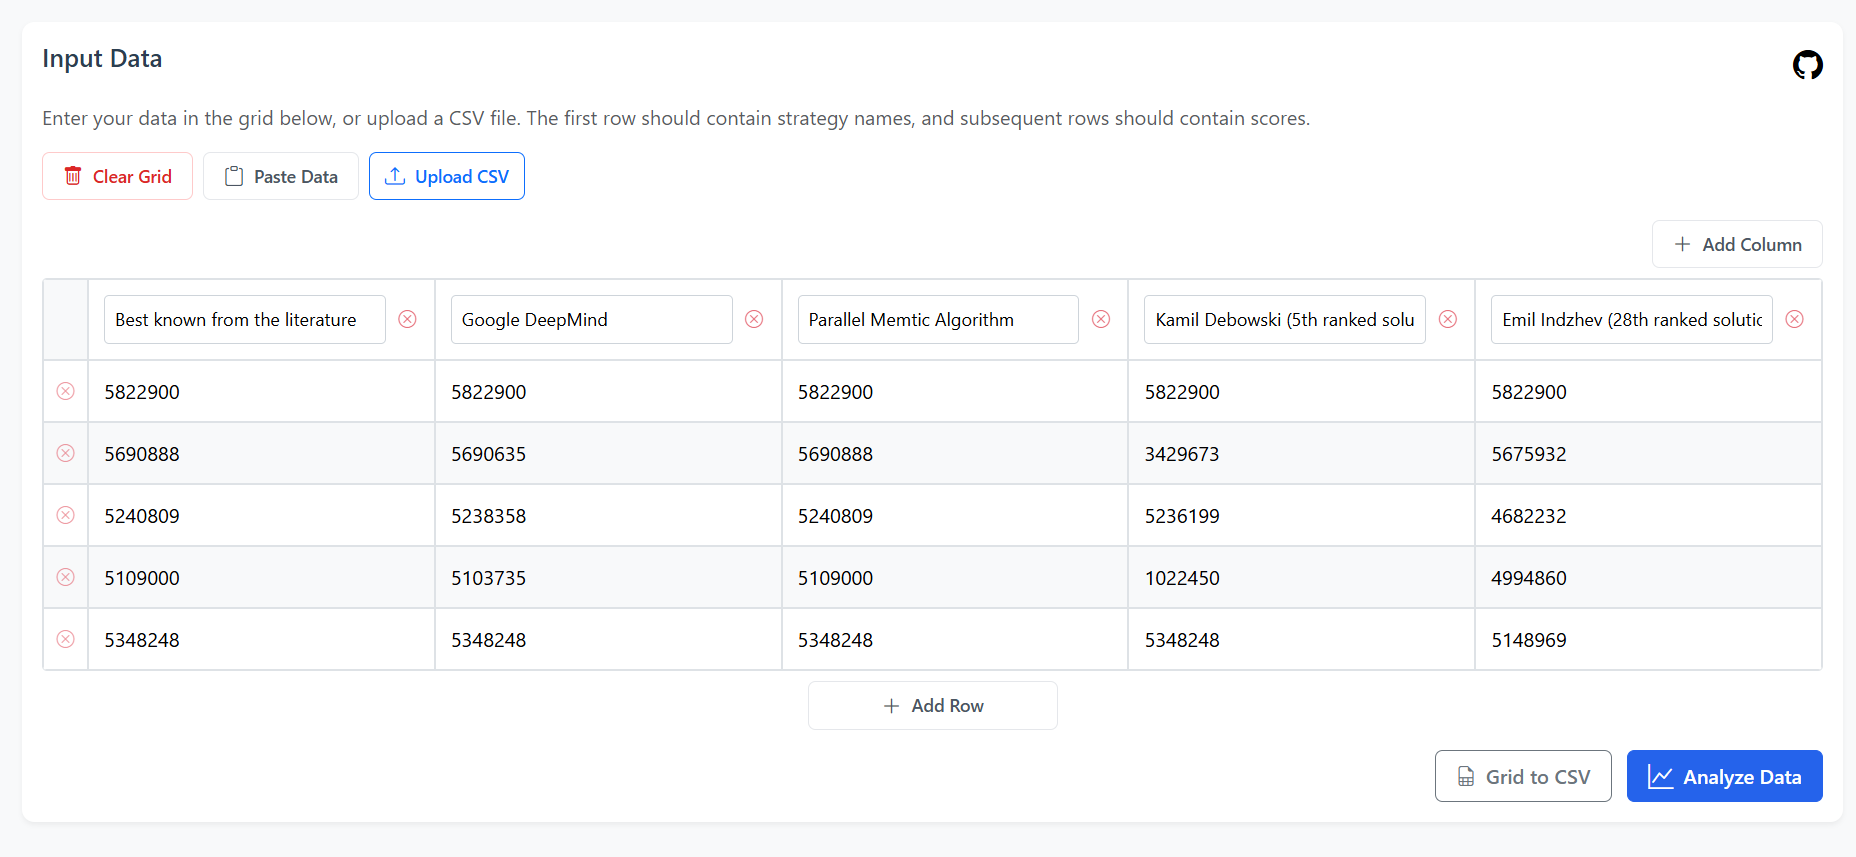 Input Data
Enter your data in the grid below, or upload a CSV file. The first row should contain strategy names, and subsequent rows should contain scores.
Clear Grid Paste Data Upload CSV
Add Column
Best known from the literature Google DeepMind Parallel Memtic Algorithm Kamil Debowski (5th ranked solu Emil Indzhev (28th ranked solutic
5822900 5822900 5822900 5822900 5822900
5690888 5690635 5690888 3429673 5675932
5240809 5238358 5240809 5236199 4682232
5109000 5103735 5109000 1022450 4994860
5348248 5348248 5348248 5348248 5148969
Add Row
Grid to CSV Analyze Data